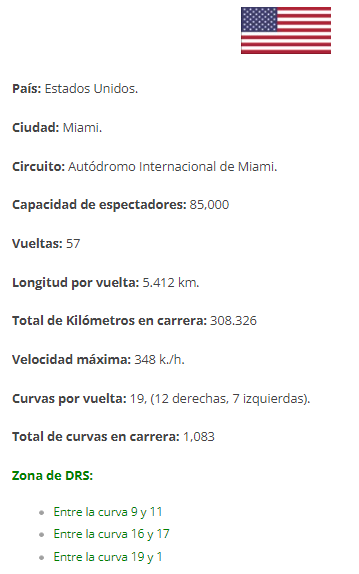 País: Estados Unidos.
Ciudad: Miami.
Circuito: Autódromo Internacional de Miami.
Capacidad de espectadores: 85,000
Vueltas: 57
Longitud por vuelta: 5.412 km.
Total de Kilómetros en carrera: 308.326
Velocidad máxima: 348 k./h.
Curvas por vuelta: 19, (12 derechas, 7 izquierdas).
Total de curvas en carrera: 1,083
Zona de DRS:
Entre la curva 9 y 11
Entre la curva 16 y 17
Entre la curva 19 y 1